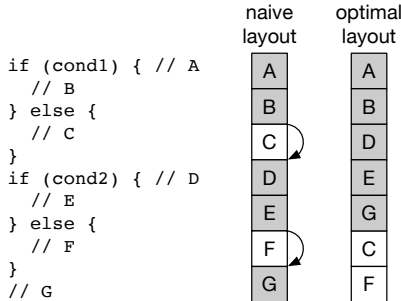 naive optimal
layout layout
if (cond1) { // A
  // B
} else {
  // C
}
if (cond2) { // D
  // E
} else {
  // F
}
// G
A A
B B
C D
D E
E G
F C
G F